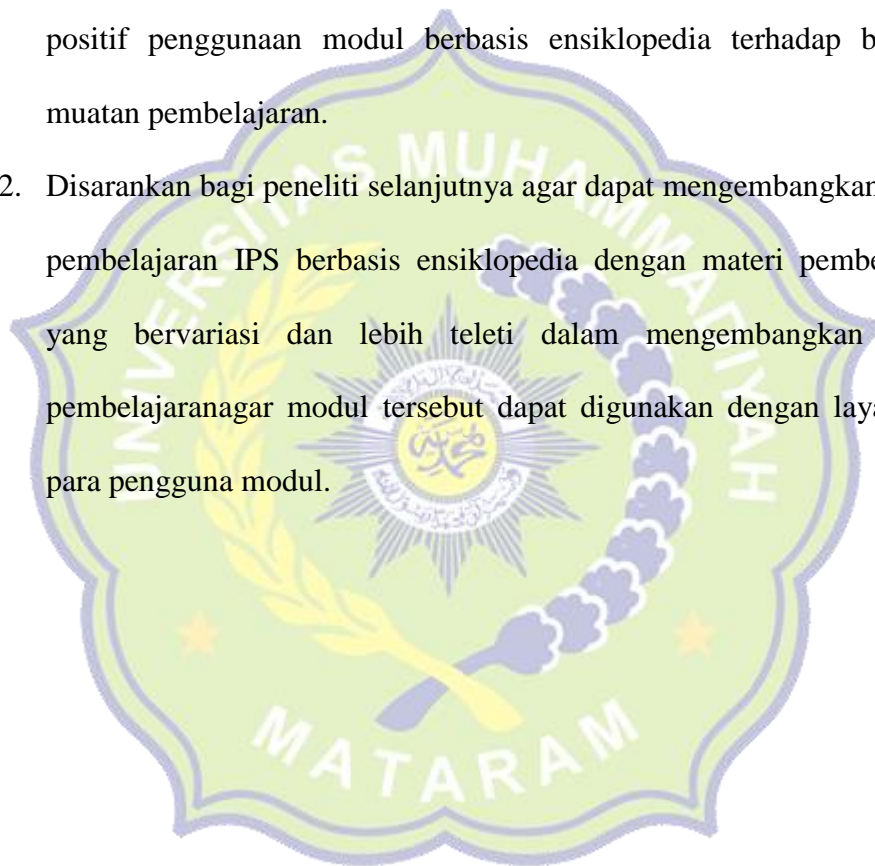 positif penggunaan modul berbasis ensiklopedia terhadap b
muatan pembelajaran.
2. Disarankan bagi peneliti selanjutnya agar dapat mengembangkan
pembelajaran IPS berbasis ensiklopedia dengan materi pembe
yang bervariasi dan lebih teleti dalam mengembangkan
pembelajaranagar modul tersebut dapat digunakan dengan laya
para pengguna modul.
UNIVERSITAS MUHAMMADIYAH
MATARAM